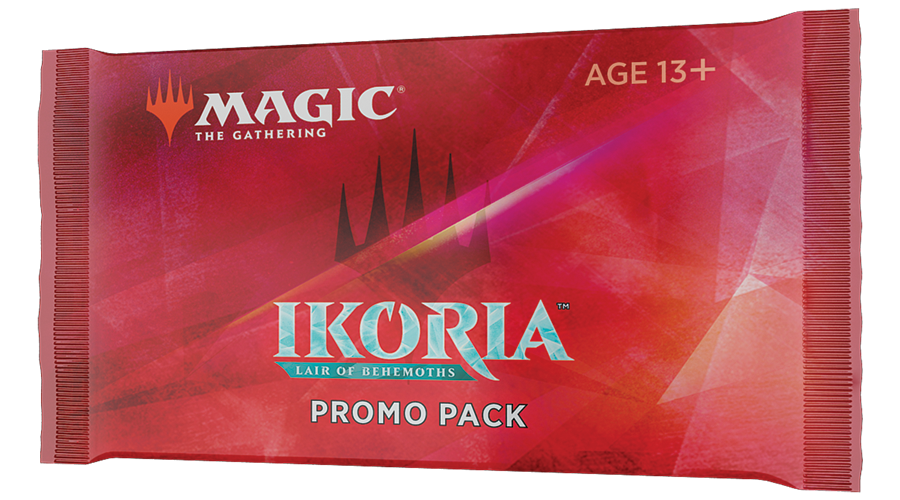 MAGIC®
THE GATHERING
AGE 13+
IKORIA™
LAIR OF BEHEMOTHS
PROMO PACK